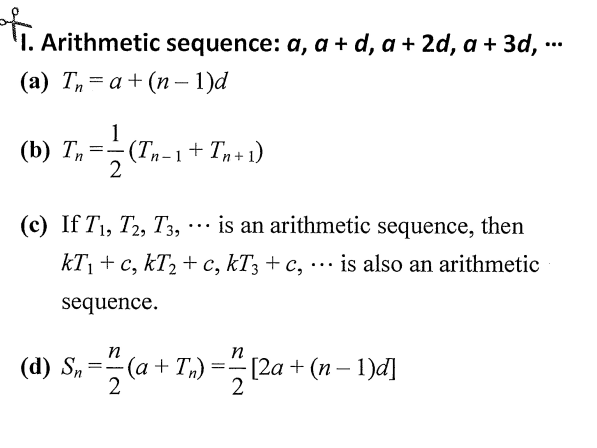 I. Arithmetic sequence: a, a + d, a + 2d, a + 3d, ⋯
(a) Tₙ = a + (n – 1)d
(b) Tₙ = 1/2 (Tₙ₋₁ + Tₙ₊₁)
(c) If T₁, T₂, T₃, ⋯ is an arithmetic sequence, then
kT₁ + c, kT₂ + c, kT₃ + c, ⋯ is also an arithmetic
sequence.
(d) Sₙ = n/2 (a + Tₙ) = n/2 [2a + (n – 1)d]